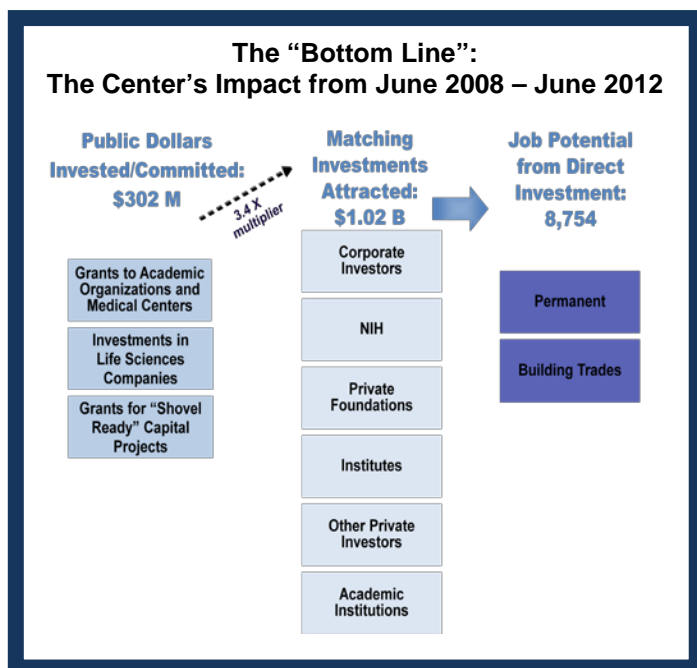 The “Bottom Line”:
The Center’s Impact from June 2008 – June 2012
Public Dollars
Invested/Committed:
$302 M
3.4 X
multiplier
Matching
Investments
Attracted:
$1.02 B
Job Potential
from Direct
Investment:
8,754
Grants to Academic
Organizations and
Medical Centers
Investments in
Life Sciences
Companies
Grants for “Shovel
Ready” Capital
Projects
Corporate
Investors
NIH
Private
Foundations
Institutes
Other Private
Investors
Academic
Institutions
Permanent
Building Trades